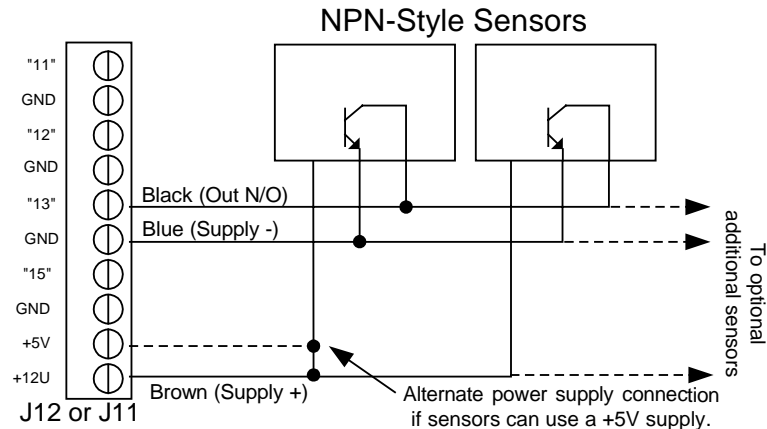 NPN-Style Sensors
"11"
GND
"12"
GND
"13"
GND
"15"
GND
+5V
+12U
J12 or J11
Black (Out N/O)
Blue (Supply -)
Brown (Supply +)
Alternate power supply connection
if sensors can use a +5V supply.
To optional
additional sensors